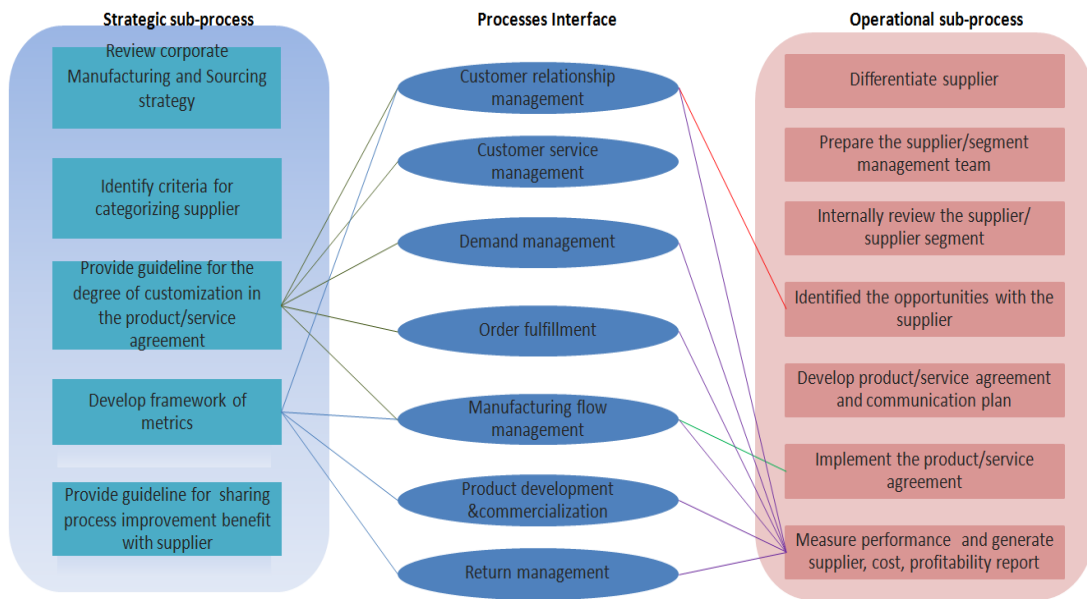 Strategic sub-process
Processes Interface
Operational sub-process
Review corporate
Manufacturing and Sourcing
strategy
Identify criteria for
categorizing supplier
Provide guideline for the
degree of customization in
the product/service
agreement
Develop framework of
metrics
Provide guideline for sharing
process improvement benefit
with supplier
Customer relationship
management
Customer service
management
Demand management
Order fulfillment
Manufacturing flow
management
Product development
&commercialization
Return management
Differentiate supplier
Prepare the supplier/segment
management team
Internally review the supplier/
supplier segment
Identified the opportunities with the
supplier
Develop product/service agreement
and communication plan
Implement the product/service
agreement
Measure performance and generate
supplier, cost, profitability report